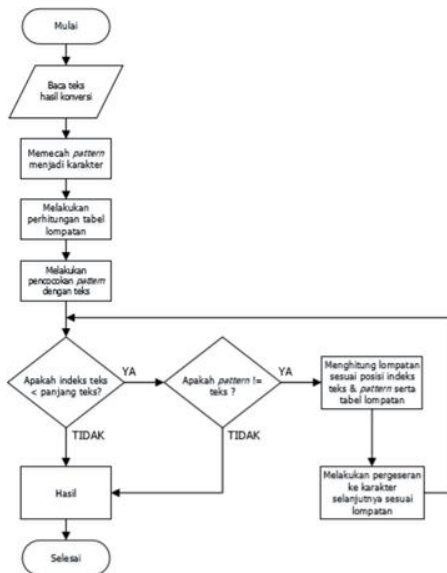 Mulai
Baca teks
hasil konversi
Memecah pattern
menjadi karakter
Melakukan
perhitungan tabel
lompatan
Melakukan
pencocokan pattern
dengan teks
Apakah indeks teks
< panjang teks?
YA
Apakah pattern !=
teks ?
YA
Menghitung lompatan
sesuai posisi indeks
teks & pattern serta
tabel lompatan
TIDAK
TIDAK
Hasil
Melakukan pergeseran
ke karakter
selanjutnya sesuai
lompatan
Selesai